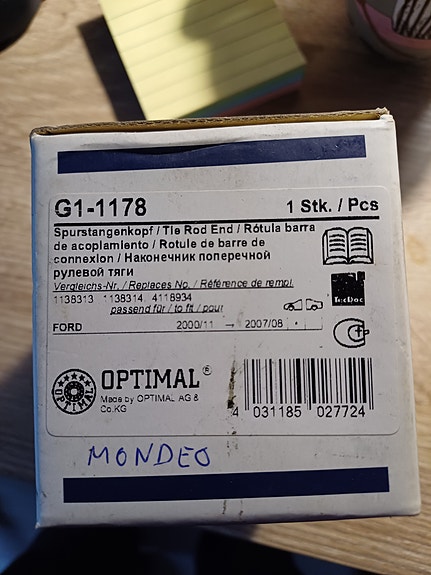 G1-1178 1 Stk. / Pcs
Spurstangenkopf / Tie Rod End / Rótula barra
de acoplamiento / Rotule de barre de
connexion / Наконечник поперечной
рулевой тяги
Vergleichs-Nr. / Replaces No. / Référence de rempl.
1138313 1138314 4118934
passend für / to fit / pour
FORD 2000/11 → 2007/08
TecDoc
OPTIMAL ®
Made by OPTIMAL AG &
Co.KG
OPTIMAL
4 031185 027724
MONDEO